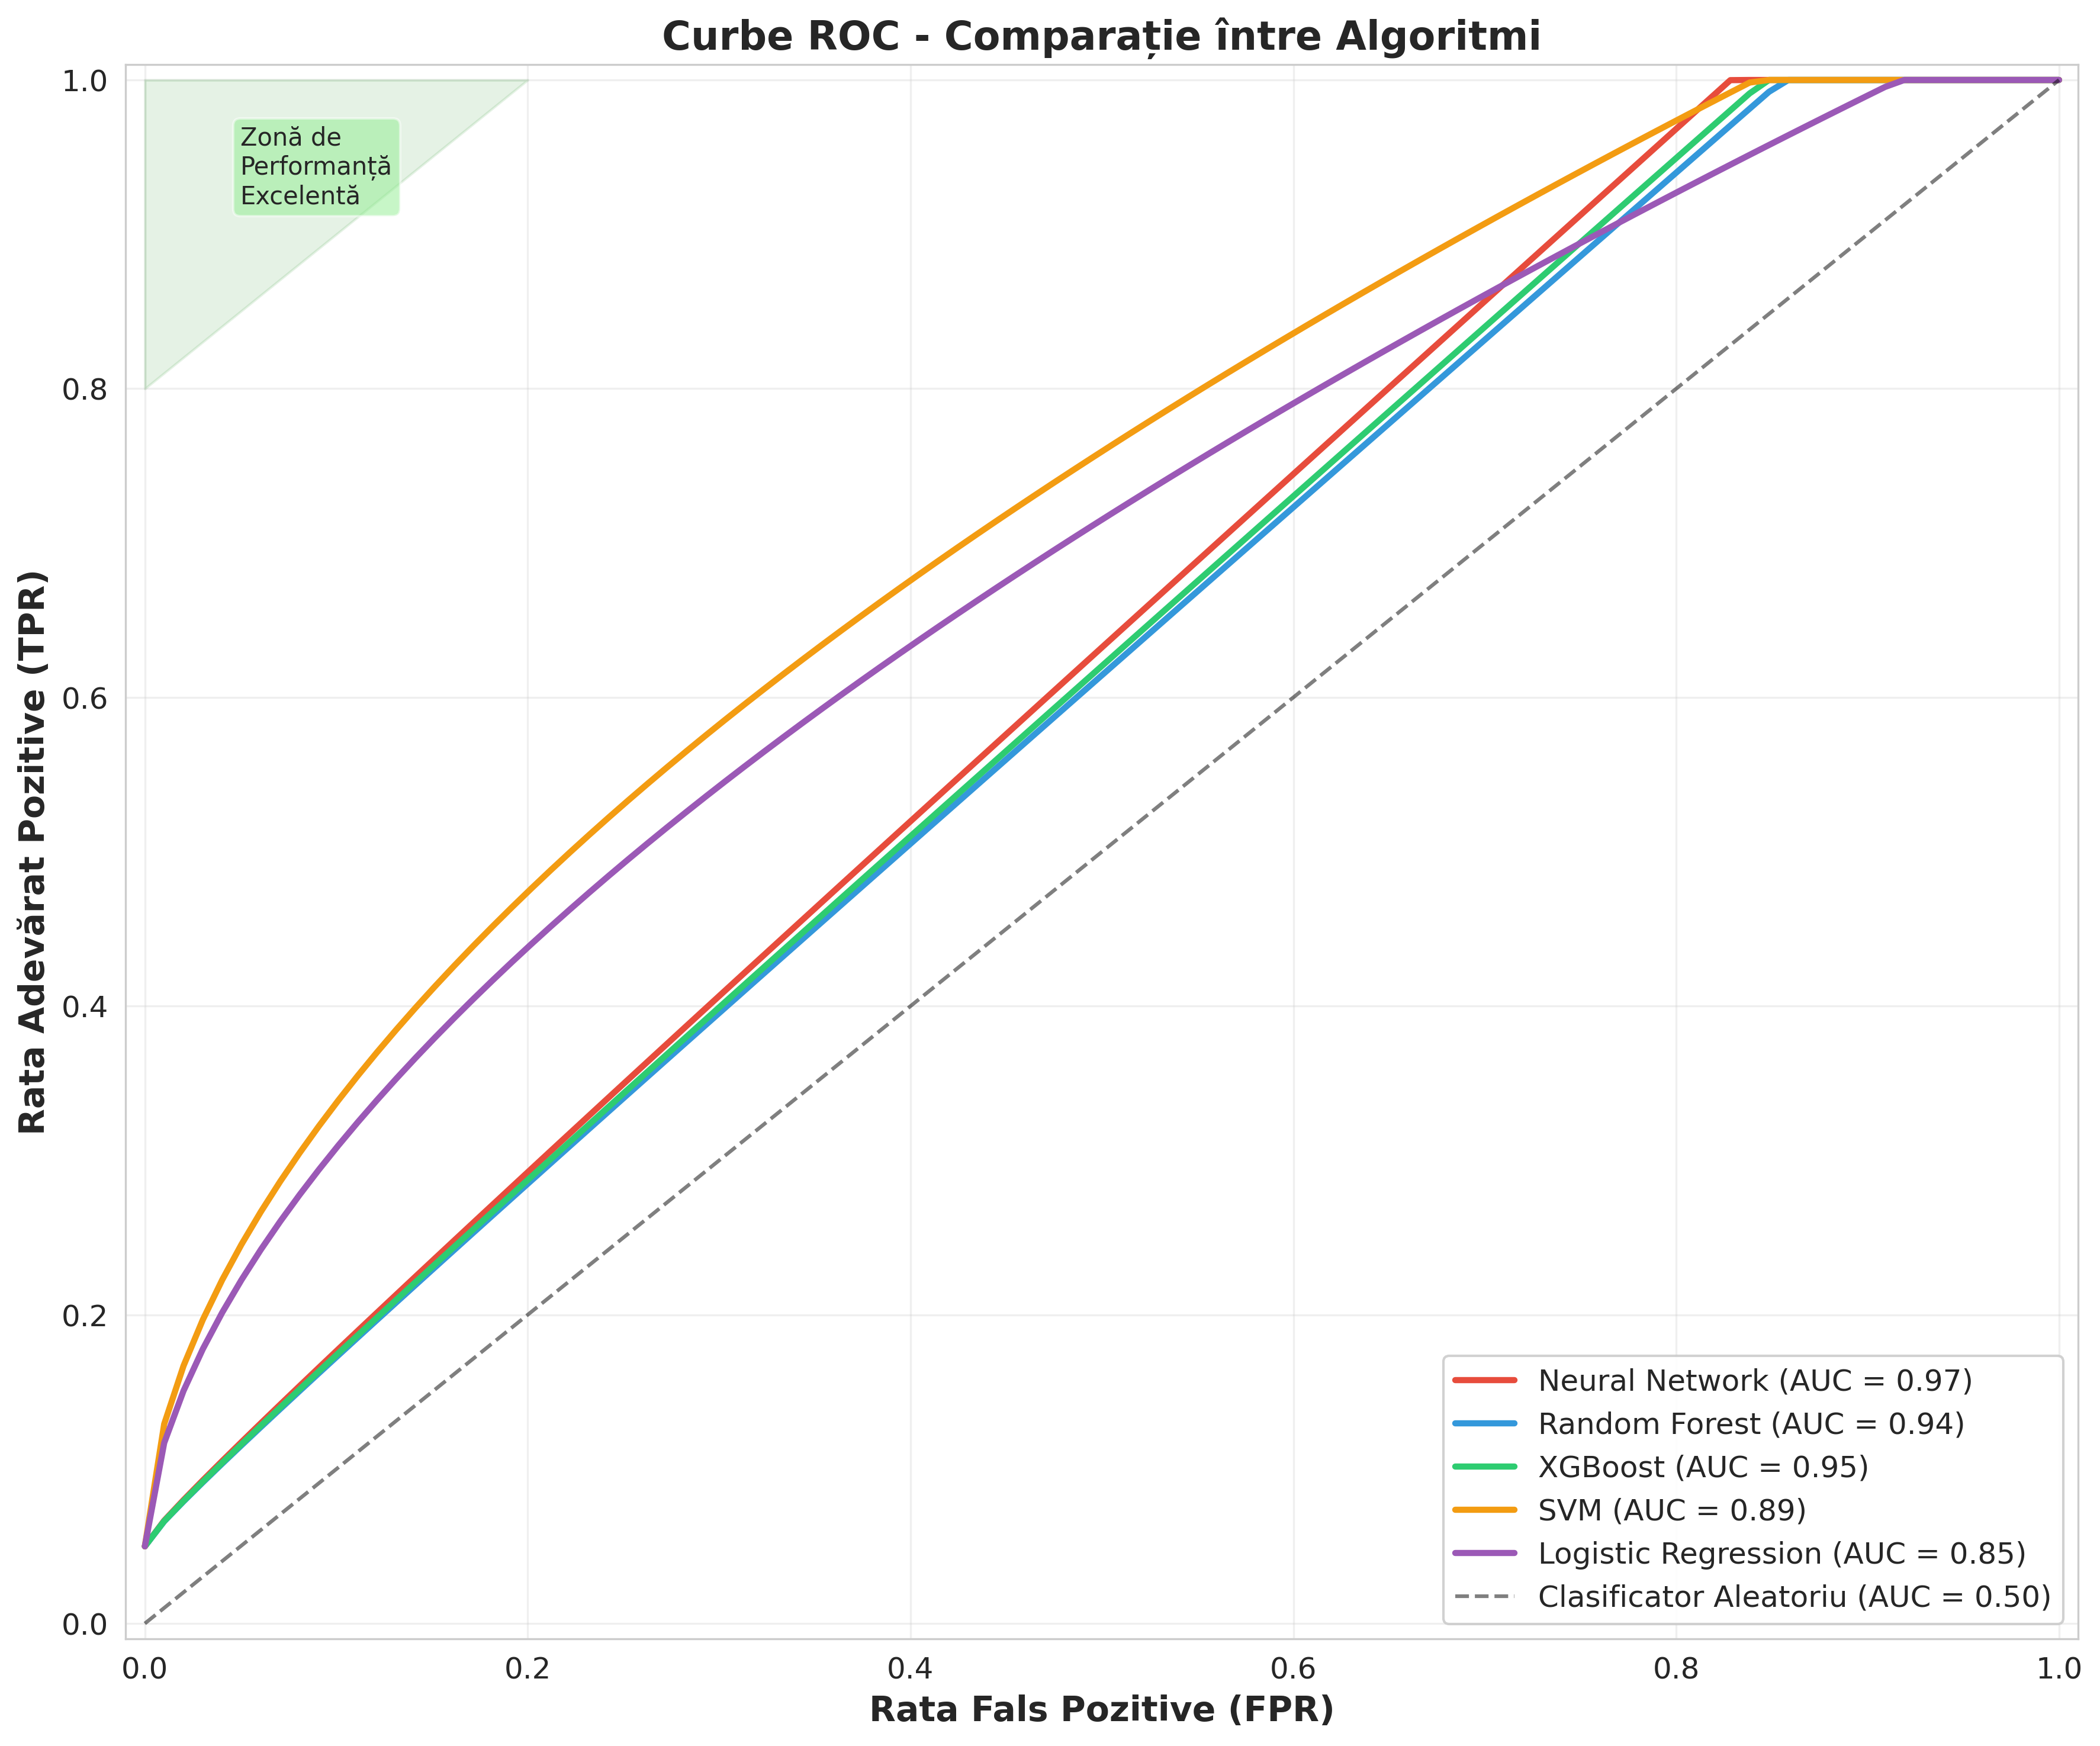 Curbe ROC - Comparație între Algoritmi
Rata Adevărat Pozitive (TPR)
1.0
0.8
0.6
0.4
0.2
0.0
Zonă de
Performanță
Excelentă
Neural Network (AUC = 0.97)
Random Forest (AUC = 0.94)
XGBoost (AUC = 0.95)
SVM (AUC = 0.89)
Logistic Regression (AUC = 0.85)
Clasificator Aleatoriu (AUC = 0.50)
0.0 0.2 0.4 0.6 0.8 1.0
Rata Fals Pozitive (FPR)